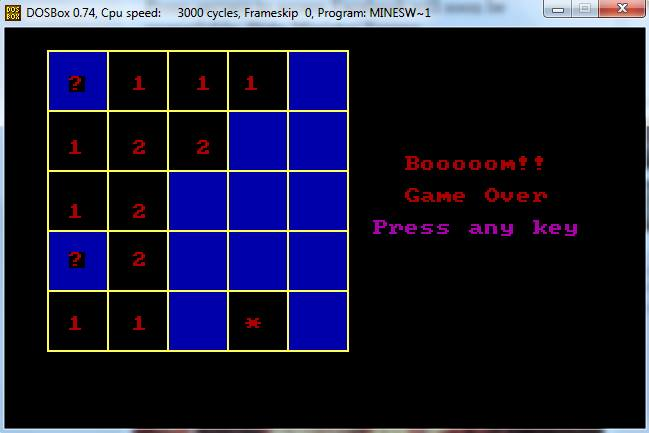 DOSBox 0.74, Cpu speed: 3000 cycles, Frameskip 0, Program: MINESW~1
? 1 1 1
1 2 2
1 2
? 2
1 1 *
Booooom!!
Game Over
Press any key